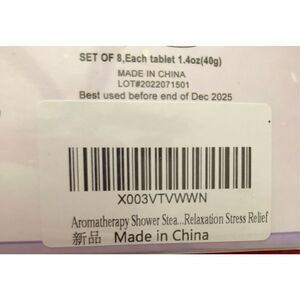 SET OF 8,Each tablet 1.4oz(40g)
MADE IN CHINA
LOT#2022071501
Best used before end of Dec 2025
X003VTVWWN
Aromatherapy Shower Stea...Relaxation Stress Relief
新品 Made in China